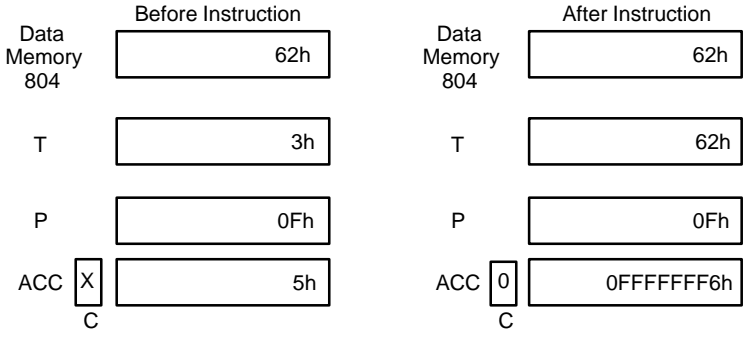 Before Instruction
After Instruction
Data
Memory
804
62h
Data
Memory
804
62h
T
3h
T
62h
P
0Fh
P
0Fh
ACC
X
5h
ACC
0
0FFFFFFF6h
C
C